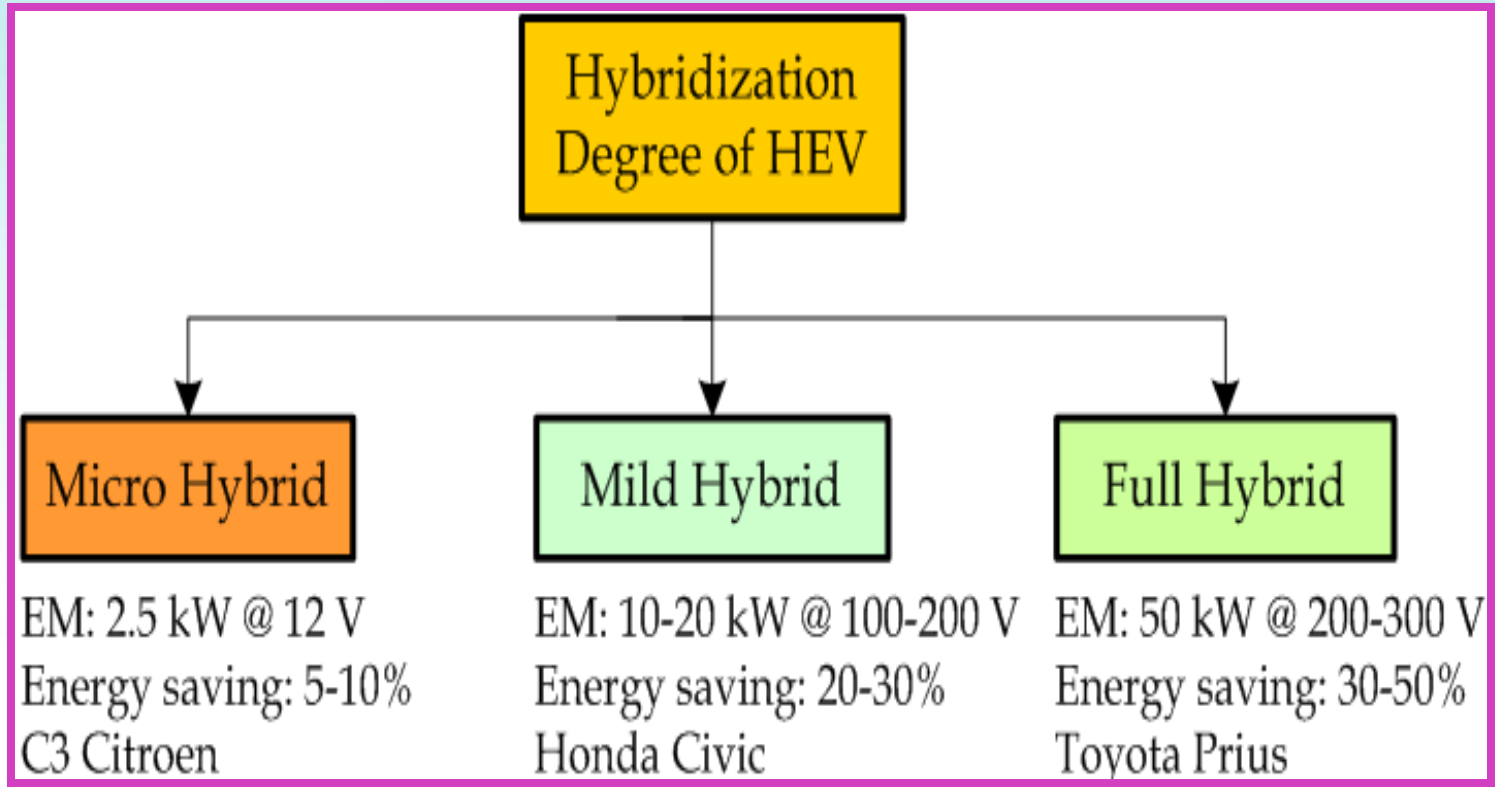 Hybridization
Degree of HEV
Micro Hybrid
EM: 2.5 kW @ 12 V
Energy saving: 5-10%
C3 Citroen
Mild Hybrid
EM: 10-20 kW @ 100-200 V
Energy saving: 20-30%
Honda Civic
Full Hybrid
EM: 50 kW @ 200-300 V
Energy saving: 30-50%
Toyota Prius